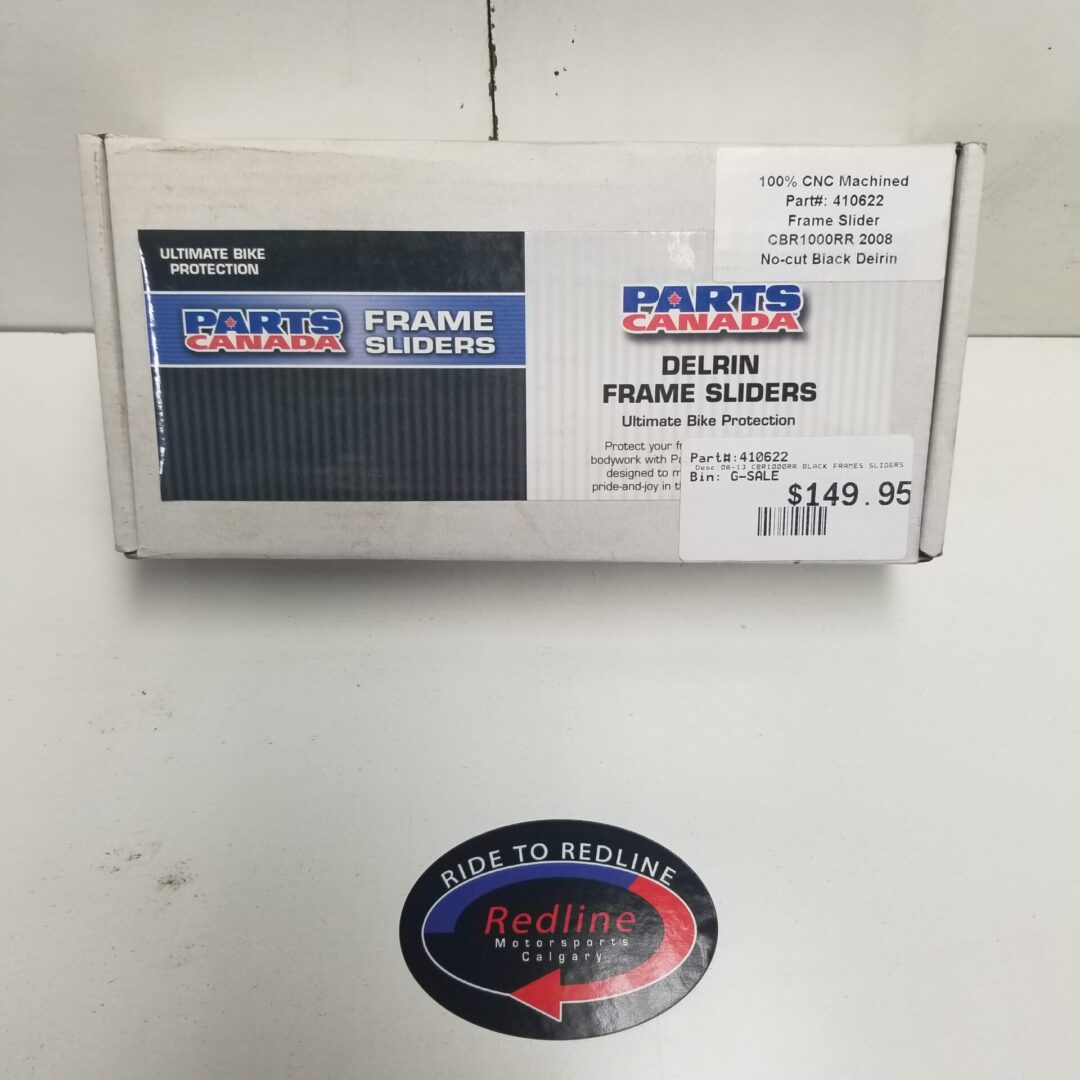 100% CNC Machined
Part#: 410622
Frame Slider
CBR1000RR 2008
No-cut Black Delrin
ULTIMATE BIKE
PROTECTION
PARTS
CANADA
FRAME
SLIDERS
PARTS
CANADA™
DELRIN
FRAME SLIDERS
Ultimate Bike Protection
Protect your fr
bodywork with Pa
designed to m
pride-and-joy in t
Part#:410622
Desc:08-13 CBR1000RR BLACK FRAMES SLIDERS
Bin: G-SALE
$149.95
RIDE TO REDLINE
Redline
Motorsports
Calgary